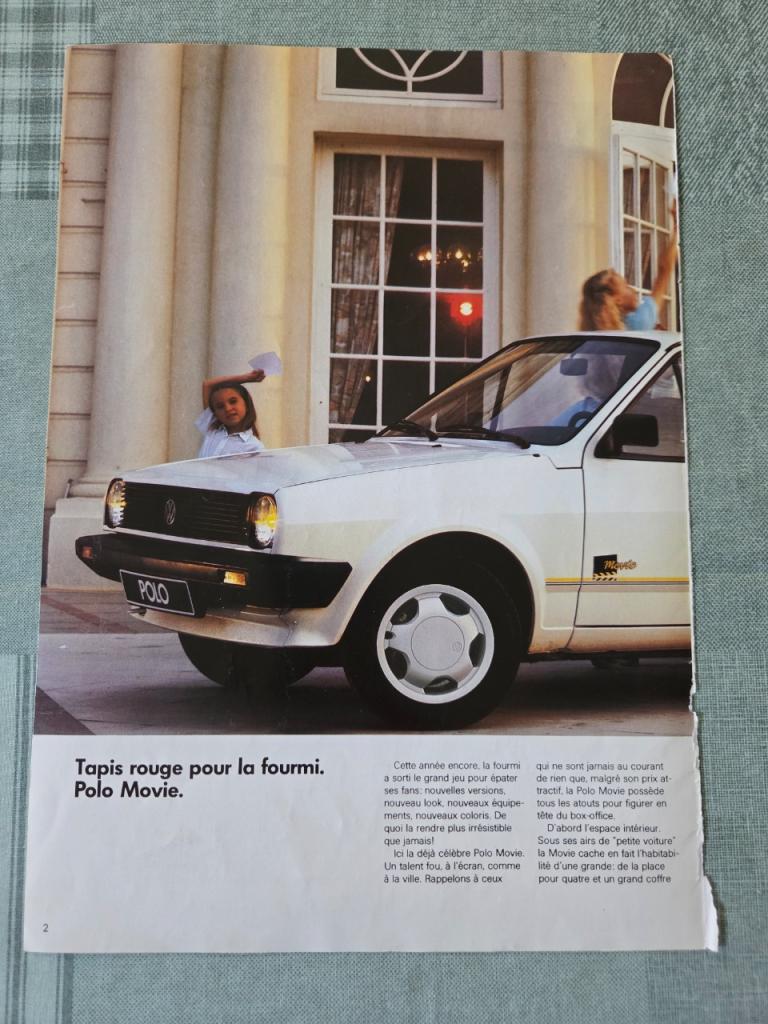 POLO
Movie
Tapis rouge pour la fourmi.
Polo Movie.
Cette année encore, la fourmi
a sorti le grand jeu pour épater
ses fans: nouvelles versions,
nouveau look, nouveaux équipe-
ments, nouveaux coloris. De
quoi la rendre plus irrésistible
que jamais!
Ici la déjà célèbre Polo Movie.
Un talent fou, à l'écran, comme
à la ville. Rappelons à ceux
qui ne sont jamais au courant
de rien que, malgré son prix at-
tractif, la Polo Movie possède
tous les atouts pour figurer en
tête du box-office.
D'abord l'espace intérieur.
Sous ses airs de "petite voiture"
la Movie cache en fait l'habitabi-
lité d'une grande: de la place
pour quatre et un grand coffre
2